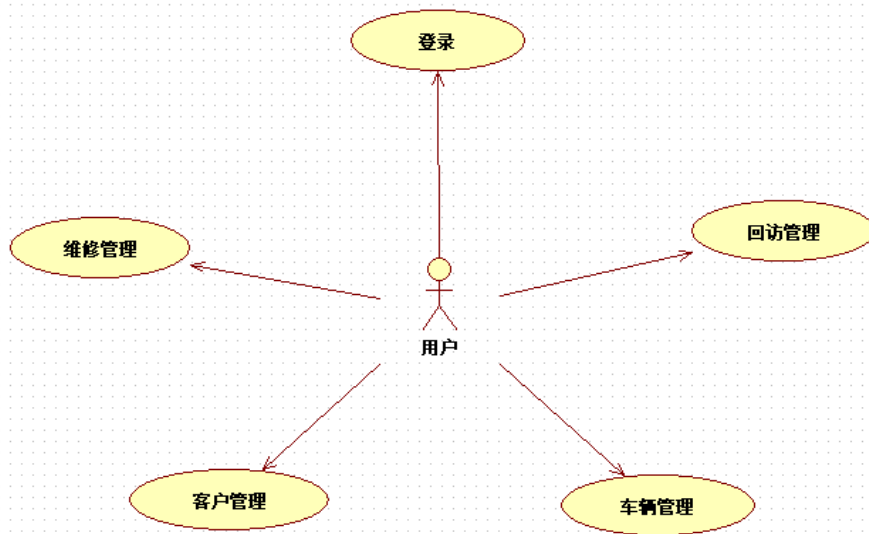 登录
回访管理
维修管理
用户
客户管理
车辆管理